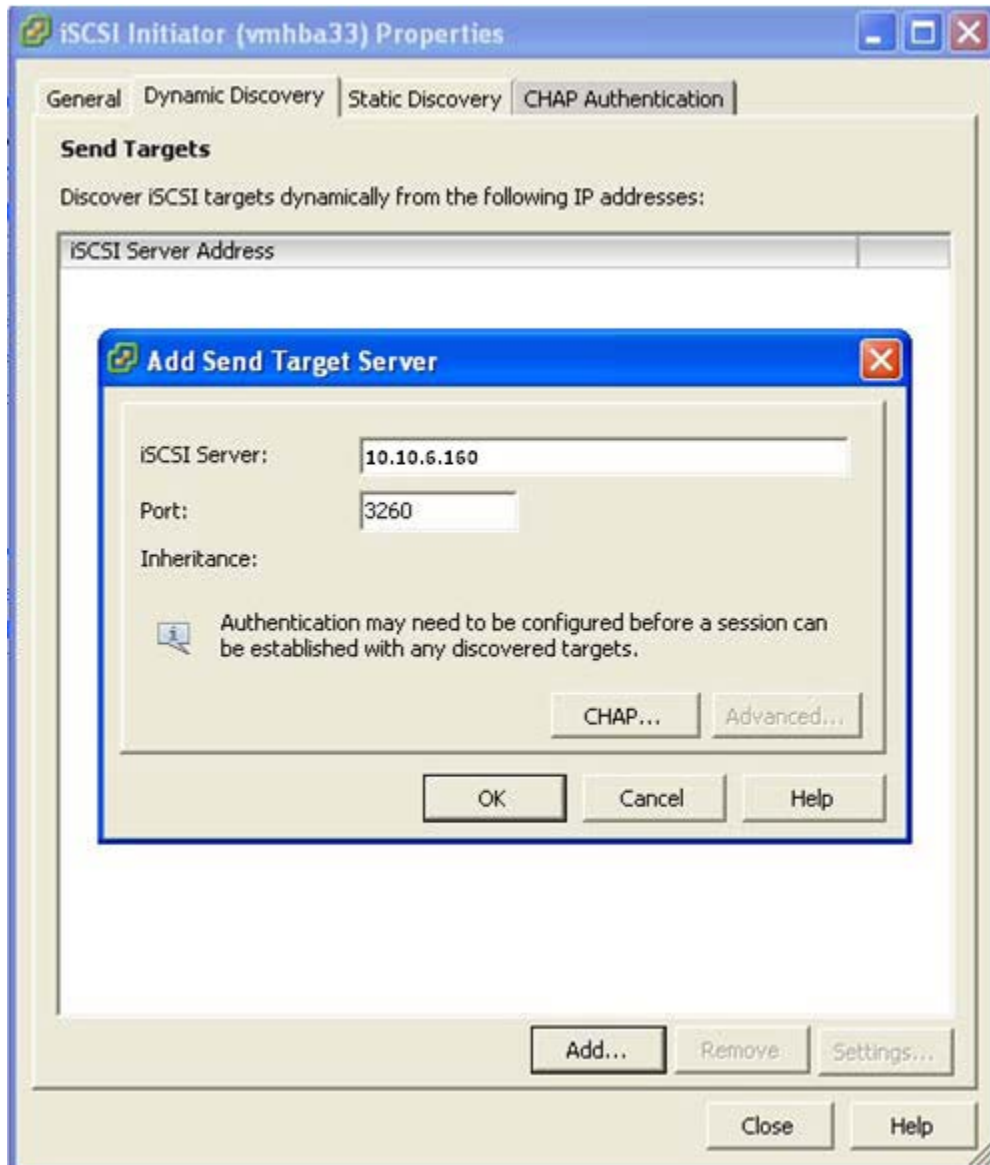 iSCSI Initiator (vmhba33) Properties
General Dynamic Discovery Static Discovery CHAP Authentication
Send Targets
Discover iSCSI targets dynamically from the following IP addresses:
iSCSI Server Address
Add Send Target Server
iSCSI Server: 10.10.6.160
Port: 3260
Inheritance:
Authentication may need to be configured before a session can
be established with any discovered targets.
CHAP... Advanced...
OK Cancel Help
Add... Remove Settings...
Close Help